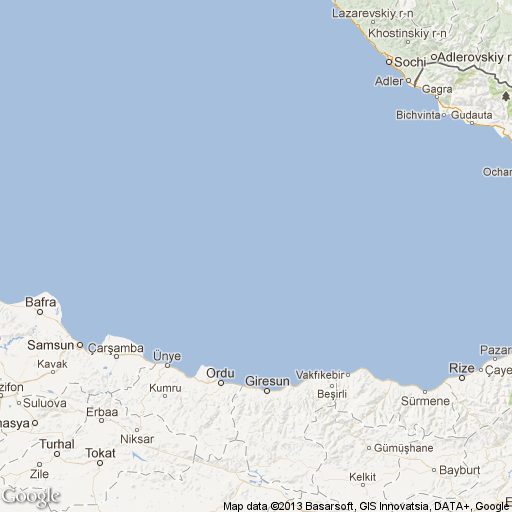 Lazarevskiy r-n
Khostinskiy r-n
Sochi
Adlerovskiy r
Adler
Gagra
Bichvinta
Gudauta
Ochan
Bafra
Samsun
Çarşamba
Kavak
Ünye
Ordu
Giresun
Vakfıkebir
Pazar
Rize
Çaye
Kumru
Beşirli
Sürmene
zifon
Suluova
Erbaa
masya
Niksar
Turhal
Tokat
Zile
Gümüşhane
Kelkit
Bayburt
E
Google
Map data ©2013 Basarsoft, GIS Innovatsia, DATA+, Google